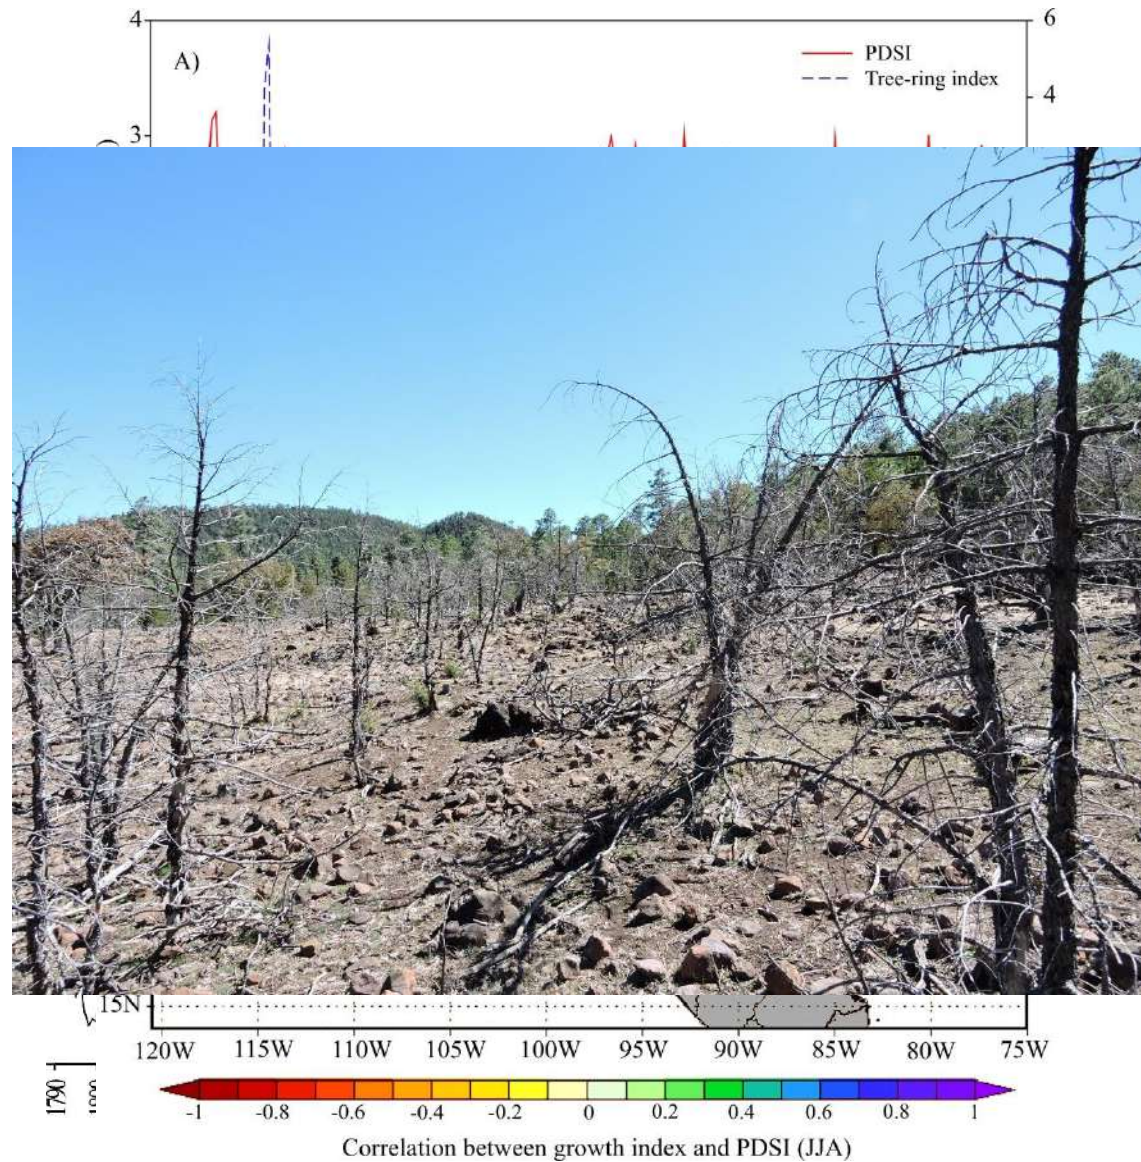 4
6
A)
PDSI
Tree-ring index
4
3
15N
120W 115W 110W 105W 100W 95W 90W 85W 80W 75W
1790
-1 -0.8 -0.6 -0.4 -0.2 0 0.2 0.4 0.6 0.8 1
Correlation between growth index and PDSI (JJA)